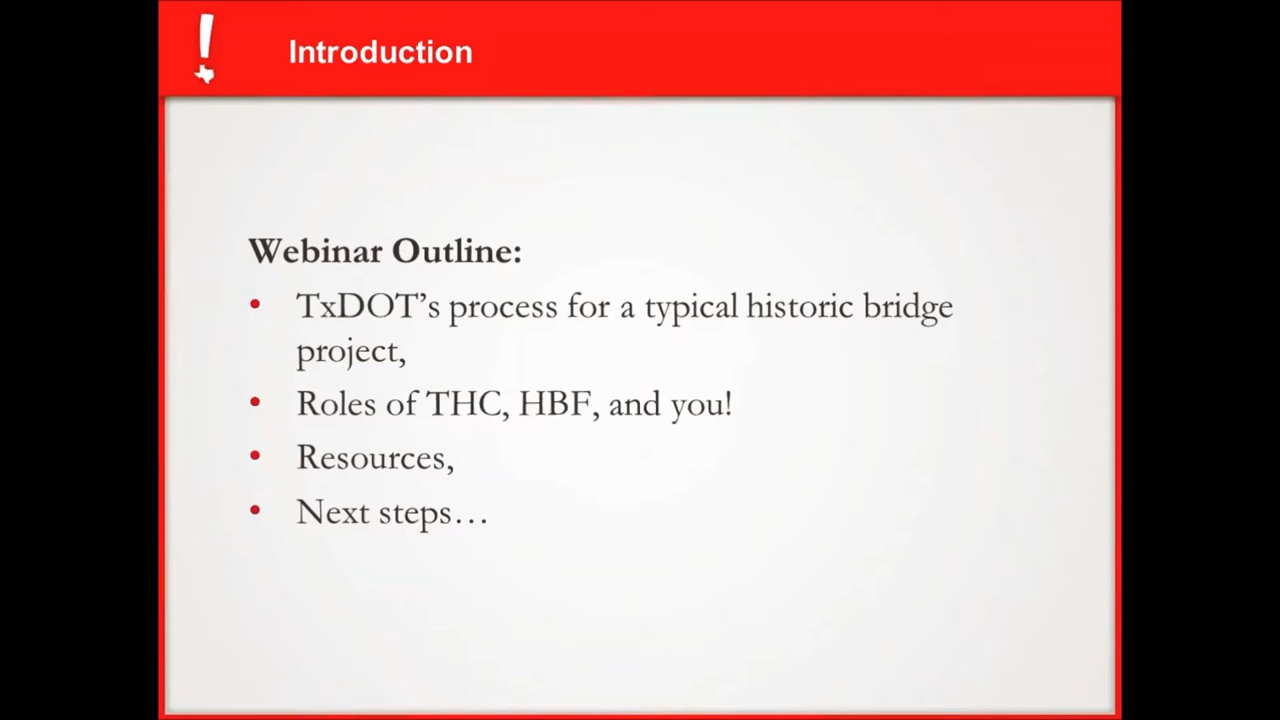 Introduction
Webinar Outline:
• TxDOT’s process for a typical historic bridge
project,
• Roles of THC, HBF, and you!
• Resources,
• Next steps…